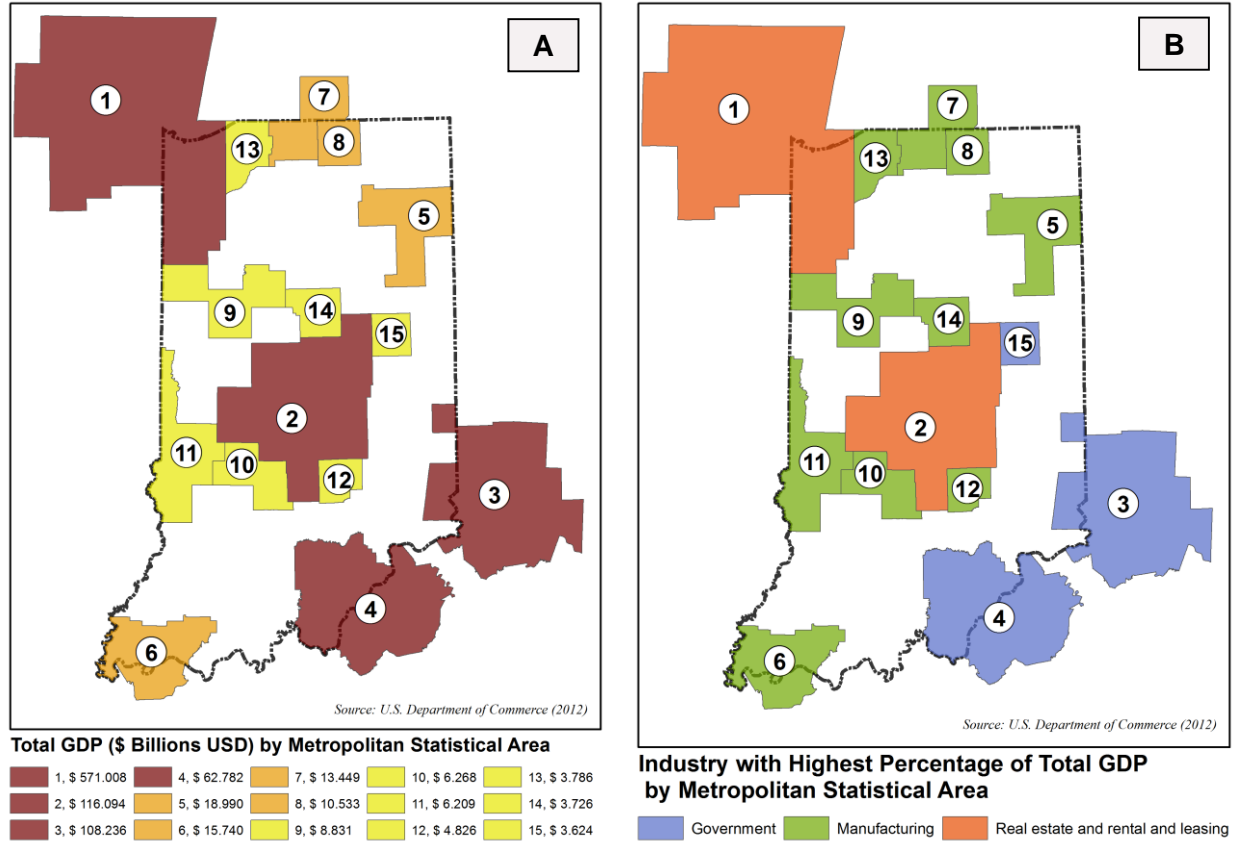 A
1
7
8
13
5
9
14
15
2
11
10
12
3
4
6
Source: U.S. Department of Commerce (2012)
Total GDP ($ Billions USD) by Metropolitan Statistical Area
1, $ 571.008
4, $ 62.782
7, $ 13.449
10, $ 6.268
13, $ 3.786
2, $ 116.094
5, $ 18.990
8, $ 10.533
11, $ 6.209
14, $ 3.726
3, $ 108.236
6, $ 15.740
9, $ 8.831
12, $ 4.826
15, $ 3.624
B
1
7
8
13
5
9
14
15
2
11
10
12
3
4
6
Source: U.S. Department of Commerce (2012)
Industry with Highest Percentage of Total GDP
by Metropolitan Statistical Area
Government
Manufacturing
Real estate and rental and leasing